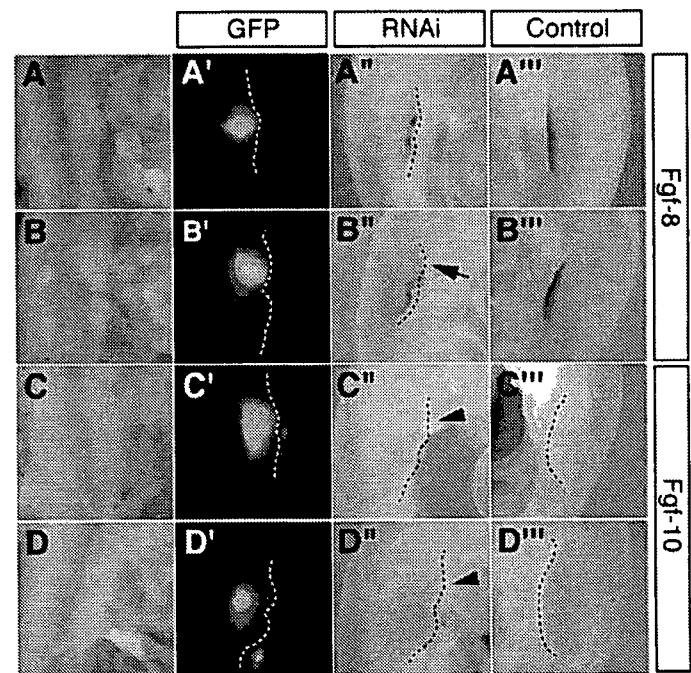 GFP RNAi Control
A A' A'' A'''
Fgf-8
B B' B'' B'''
C C' C'' C'''
Fgf-10
D D' D'' D'''